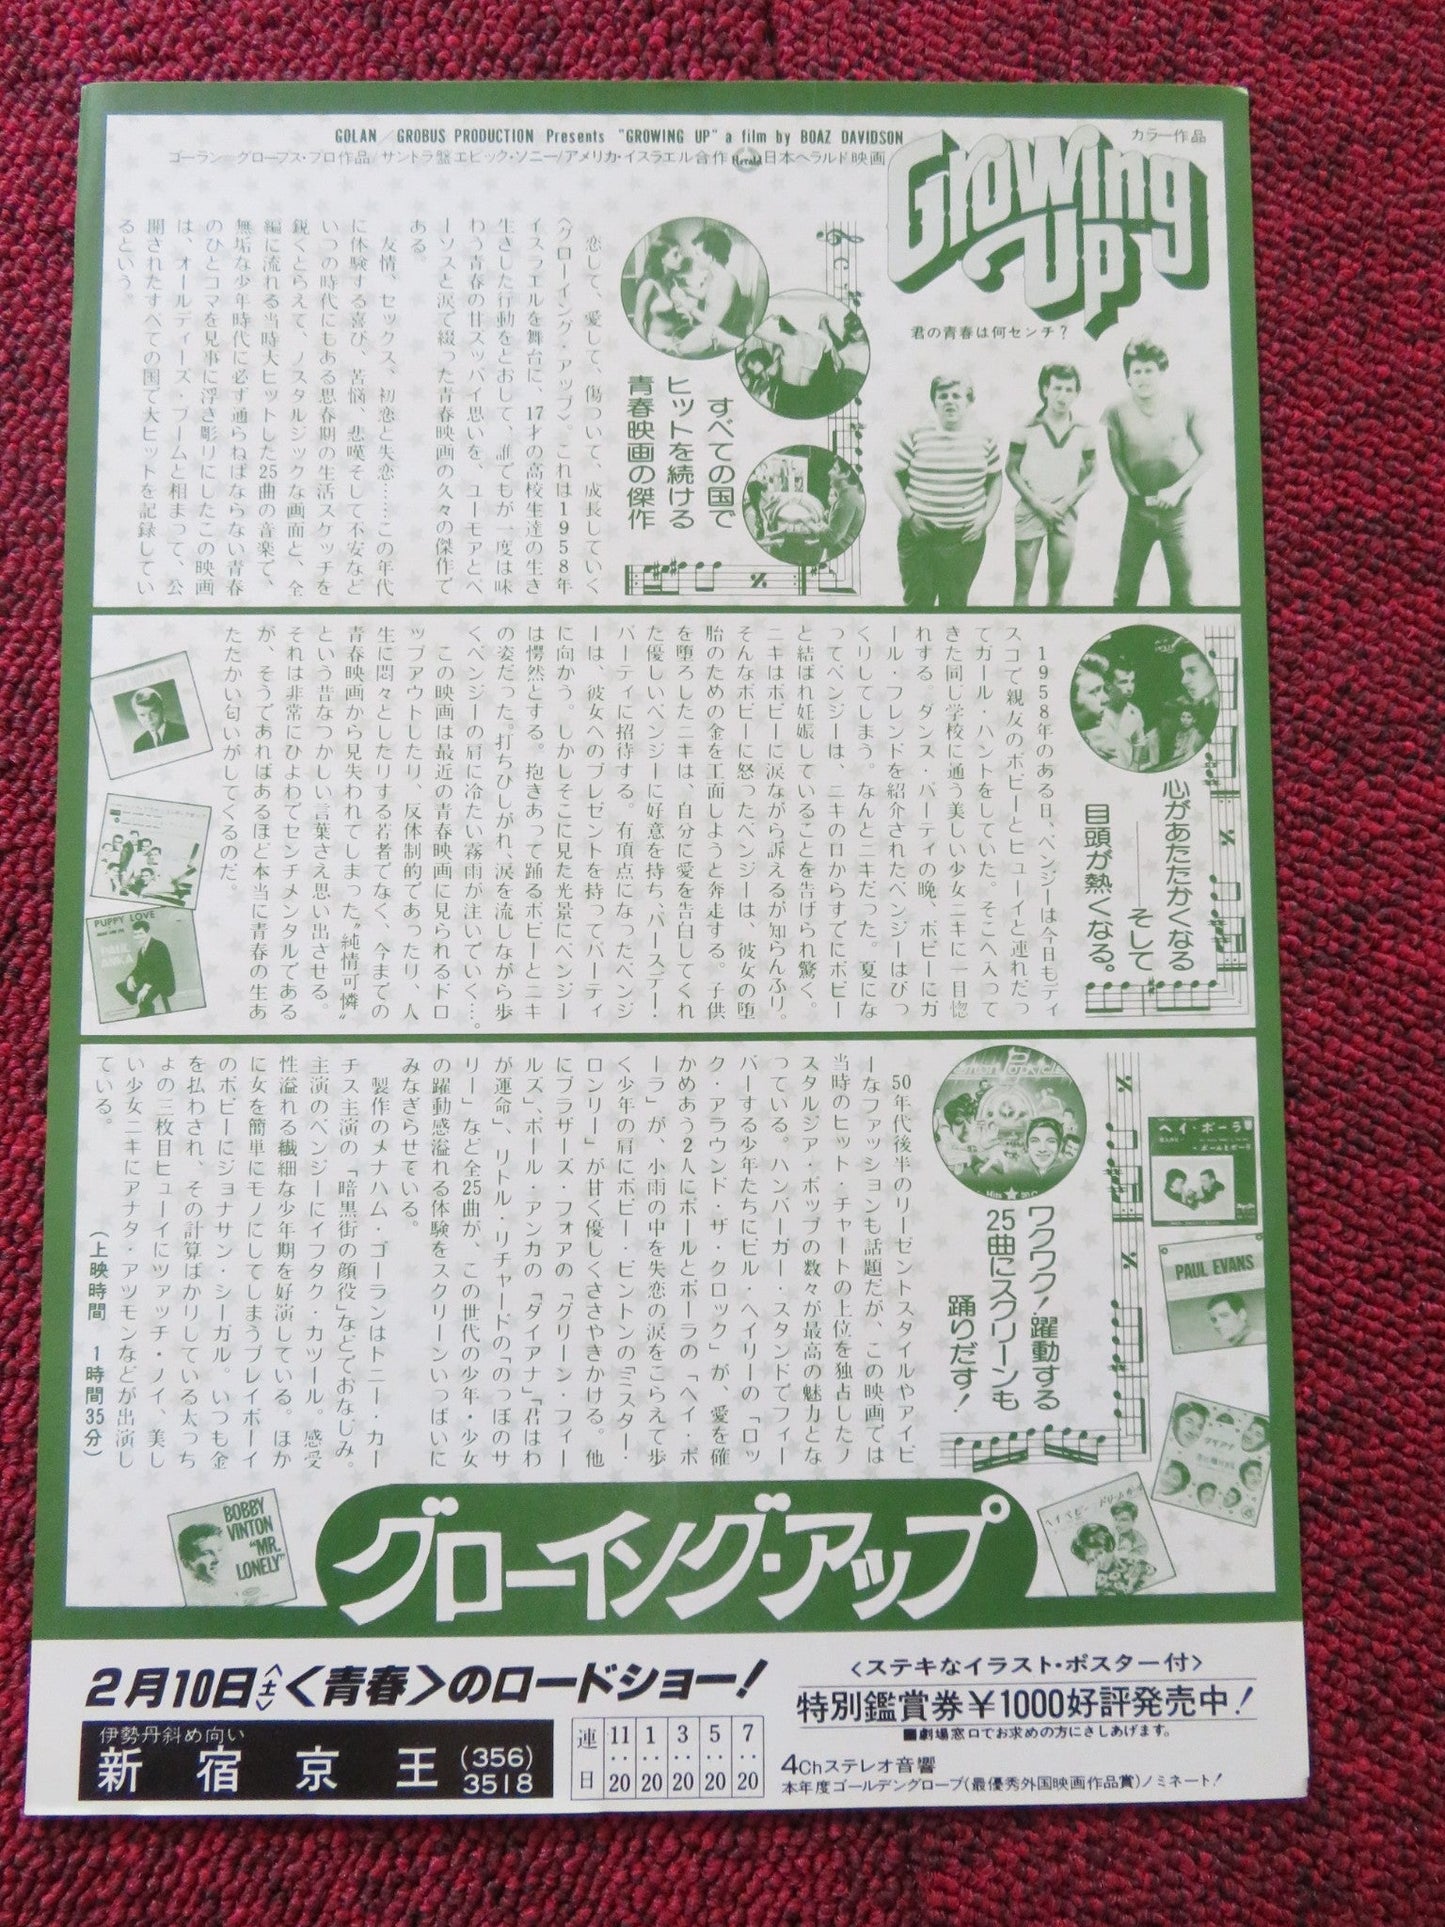 GOLAN／GROBUS PRODUCTION Presents "GROWING UP" a film by BOAZ DAVIDSON
ゴーラン＝グローブス・プロ作品／サントラ盤エピック・ソニー／アメリカ・イスラエル合作 Herald 日本ヘラルド映画
カラー作品
Growing
Up
君の青春は何センチ？
すべての国で
ヒットを続ける
青春映画の傑作
恋して、愛して、傷ついて、成長していく
〈グローイング・アップ〉。これは1958年
イスラエルを舞台に、17才の高校生達の生き
生きした行動をとおして、誰でもが一度は味
わう青春の甘ズッパイ思いを、ユーモアとペ
ーソスと涙で綴った青春映画の久々の傑作で
ある。
友情、セックス、初恋と失恋……この年代
に体験する喜び、苦悩、悲嘆そして不安など
いつの時代にもある思春期の生活スケッチを
鋭くとらえて、ノスタルジックな画面と、全
編に流れる当時大ヒットした25曲の音楽で、
無垢な少年時代に必ず通らねばならない青春
のひとコマを見事に浮き彫りにしたこの映画
は、オールディーズ・ブームと相まって、公
開されたすべての国で大ヒットを記録してい
るという。
心があたたかくなる
――そして
目頭が熱くなる。
1958年のある日、ベンジーは今日もディ
スコで親友のボビーとヒューイと連れだっ
てガール・ハントをしていた。そこへ入って
きた同じ学校に通う美しい少女ニキに一目惚
れする。ダンス・パーティの晩、ボビーにガ
ール・フレンドを紹介されたベンジーはびっ
くりしてしまう。なんとニキだった。夏にな
ってベンジーは、ニキの口からすでにボビー
と結ばれ妊娠していることを告げられ驚く。
ニキはボビーに涙ながら訴えるが知らんふり。
そんなボビーに怒ったベンジーは、彼女の堕
胎のための金を工面しようと奔走する。子供
を堕ろしたニキは、自分に愛を告白してくれ
た優しいベンジーに好意を持ち、バースデー・
パーティに招待する。有頂点になったベンジ
ーは、彼女へのプレゼントを持ってパーティ
に向かう。しかしそこに見た光景にベンジー
は愕然とする。抱きあって踊るボビーとニキ
の姿だった。打ちひしがれ、涙を流しながら歩
くベンジーの肩に冷たい霧雨が注いでいく…。
この映画は最近の青春映画に見られるドロ
ップアウトしたり、反体制的であったり、人
生に悶々としたりする若者でなく、今までの
青春映画から見失われてしまった〝純情可憐〟
という昔なつかしい言葉さえ思い出させる。
それは非常にひよわでセンチメンタルである
が、そうであればあるほど本当に青春の生あ
たたかい匂いがしてくるのだ。
PUPPY LOVE
PAUL
ANKA
ワクワク！躍動する
25曲にスクリーンも
踊りだす！
50年代後半のリーゼントスタイルやアイビ
ーなファッションも話題だが、この映画では
当時のヒット・チャートの上位を独占したノ
スタルジア・ポップの数々が最高の魅力とな
っている。ハンバーガー・スタンドでフィー
バーする少年たちにビル・ヘイリーの「ロッ
ク　アラウンド・ザ・クロック」が、愛を確
かめあう2人にポールとポーラの「ヘイ・ポ
ーラ」が、小雨の中を失恋の涙をこらえて歩
く少年の肩にボビー・ビントンの「ミスター・
ロンリー」が甘く優しくささやきかける。他
にブラザーズ・フォアの「グリーン・フィー
ルズ」、ポール・アンカの「ダイアナ」「君はわ
が運命」、リトル・リチャードの「のっぽのサ
リー」など全25曲が、この世代の少年・少女
の躍動感溢れる体験をスクリーンいっぱいに
みなぎらせている。
製作のメナハム・ゴーランはトニー・カー
チス主演の「暗黒街の顔役」などでおなじみ。
主演のベンジーにイフタク・カツール。感受
性溢れる繊細な少年期を好演している。ほか
に女を簡単にモノにしてしまうプレイボーイ
のボビーにジョナサン・シーガル。いつも金
を払わされ、その計算ばかりしている太っち
ょの三枚目ヒューイにツアッチ・ノイ、美し
い少女ニキにアナタ・アツモンなどが出演し
ている。
（上映時間　1時間35分）
ヘイ・ポーラ
PAUL EVANS
ダイアナ
ヘイ・ベビー
BOBBY
VINTON
"MR.
LONELY"
グローイング・アップ
2月10日〈土〉〈青春〉のロードショー！
伊勢丹斜め向い
新宿京王 (356) 3518
連日 11：20 1：20 3：20 5：20 7：20
〈ステキなイラスト・ポスター付〉
特別鑑賞券￥1000好評発売中！
■劇場窓口でお求めの方にさしあげます。
4Chステレオ音響
本年度ゴールデングローブ(最優秀外国映画作品賞)ノミネート！